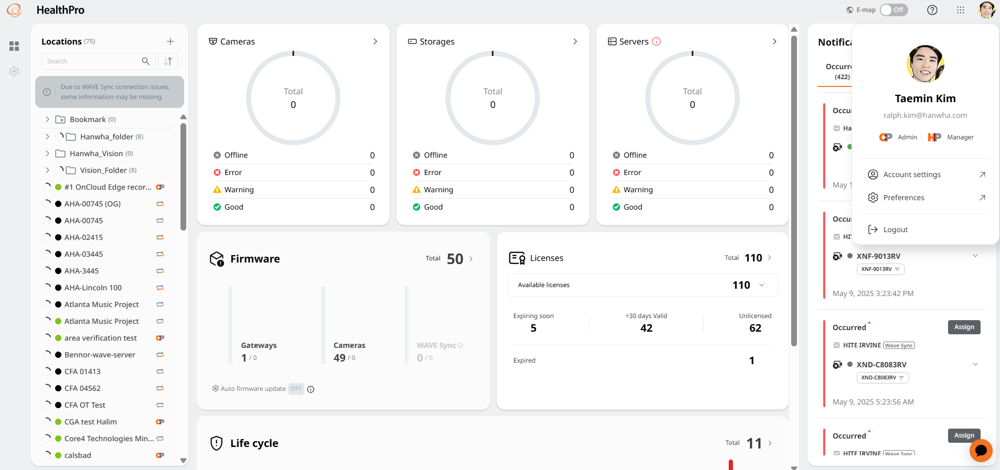 HealthPro
E-map
Off
Locations (75)
Search
Due to WAVE Sync connection issues,
some information may be missing.
Bookmark (0)
Hanwha_folder (8)
Hanwha_Vision (0)
Vision_Folder (8)
#1 OnCloud Edge recor...
AHA-00745 (OG)
AHA-00745
AHA-02415
AHA-03445
AHA-3445
AHA-Lincoln 100
Atlanta Music Project
Atlanta Music Project
area verification test
Bennor-wave-server
CFA 01413
CFA 04562
CFA OT Test
CGA test Halim
Core4 Technologies Min...
calsbad
Cameras
Total
0
Offline 0
Error 0
Warning 0
Good 0
Storages
Total
0
Offline 0
Error 0
Warning 0
Good 0
Servers
Total
0
Offline 0
Error 0
Warning 0
Good 0
Firmware
Total 50
Gateways
1 / 0
Cameras
49 / 0
WAVE Sync
0 / 0
Auto firmware update OFF
Licenses
Total 110
Available licenses 110
Expiring soon
5
+30 days Valid
42
Unlicensed
62
Expired 1
Life cycle
Total 11
Notifica
Occurre
(422)
Occu
Ha
May 1
Occu
HIT
XNF-9013RV
XNF-9013RV
May 9, 2025 3:23:42 PM
Occurred
Assign
HITE IRVINE Wave Sync
XND-C8083RV
XND-C8083RV
May 9, 2025 5:23:56 AM
Occurred
Assign
HITE IRVINE Wave Sync
Taemin Kim
ralph.kim@hanwha.com
CP Admin
HP Manager
Account settings
Preferences
Logout